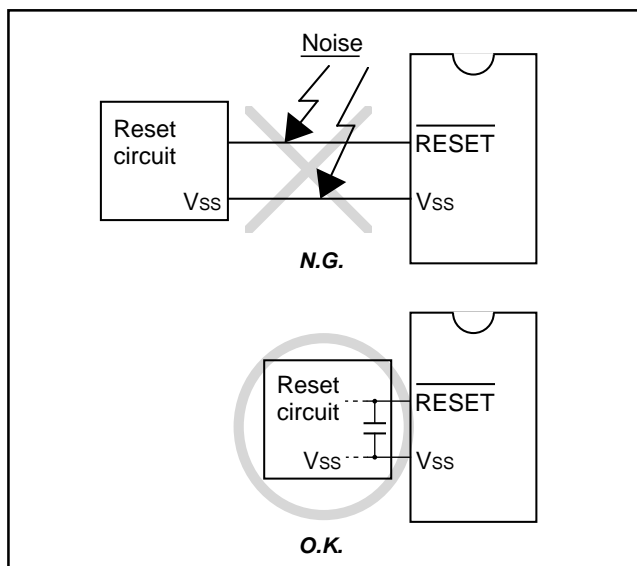 Noise
Reset
circuit
RESET
Vss
Vss
N.G.
Reset
circuit
RESET
Vss
Vss
O.K.